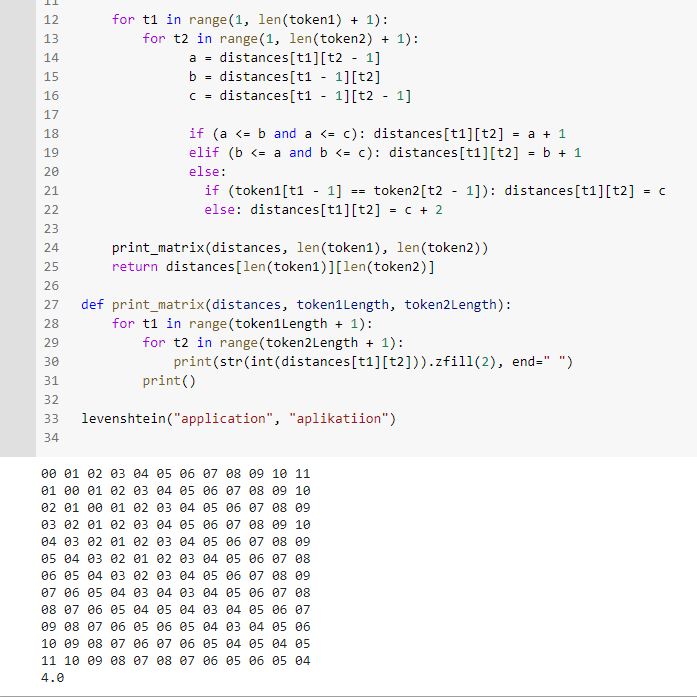 11
12 for t1 in range(1, len(token1) + 1):
13 for t2 in range(1, len(token2) + 1):
14 a = distances[t1][t2 - 1]
15 b = distances[t1 - 1][t2]
16 c = distances[t1 - 1][t2 - 1]
17
18 if (a <= b and a <= c): distances[t1][t2] = a + 1
19 elif (b <= a and b <= c): distances[t1][t2] = b + 1
20 else:
21 if (token1[t1 - 1] == token2[t2 - 1]): distances[t1][t2] = c
22 else: distances[t1][t2] = c + 2
23
24 print_matrix(distances, len(token1), len(token2))
25 return distances[len(token1)][len(token2)]
26
27 def print_matrix(distances, token1Length, token2Length):
28 for t1 in range(token1Length + 1):
29 for t2 in range(token2Length + 1):
30 print(str(int(distances[t1][t2])).zfill(2), end=" ")
31 print()
32
33 levenshtein("application", "aplikatiion")
34
00 01 02 03 04 05 06 07 08 09 10 11
01 00 01 02 03 04 05 06 07 08 09 10
02 01 00 01 02 03 04 05 06 07 08 09
03 02 01 02 03 04 05 06 07 08 09 10
04 03 02 01 02 03 04 05 06 07 08 09
05 04 03 02 01 02 03 04 05 06 07 08
06 05 04 03 02 03 04 05 06 07 08 09
07 06 05 04 03 04 03 04 05 06 07 08
08 07 06 05 04 05 04 03 04 05 06 07
09 08 07 06 05 06 05 04 03 04 05 06
10 09 08 07 06 07 06 05 04 05 04 05
11 10 09 08 07 08 07 06 05 06 05 04
4.0